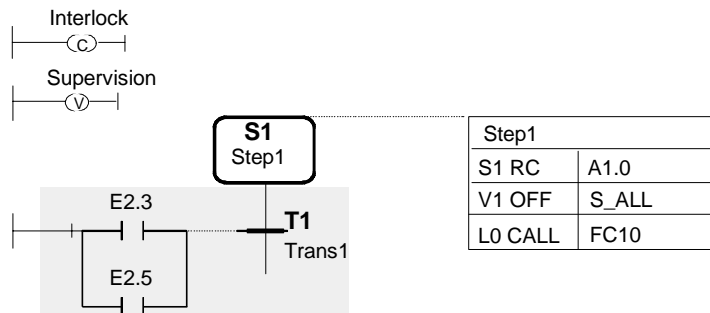 Interlock
C
Supervision
V
S1
Step1
Step1
S1 RC A1.0
V1 OFF S_ALL
L0 CALL FC10
E2.3
T1
Trans1
E2.5